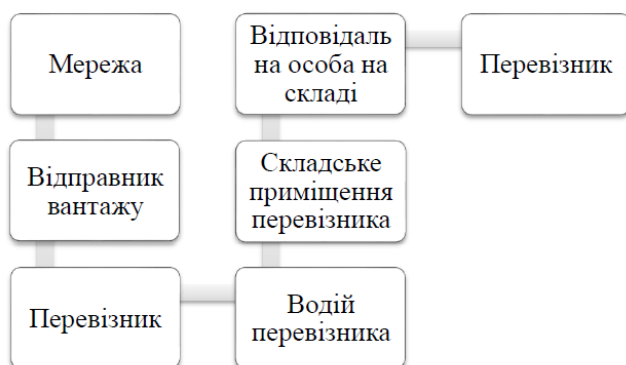 Мережа
Відправник
вантажу
Перевізник
Водій
перевізника
Складське
приміщення
перевізника
Відповідаль
на особа на
складі
Перевізник